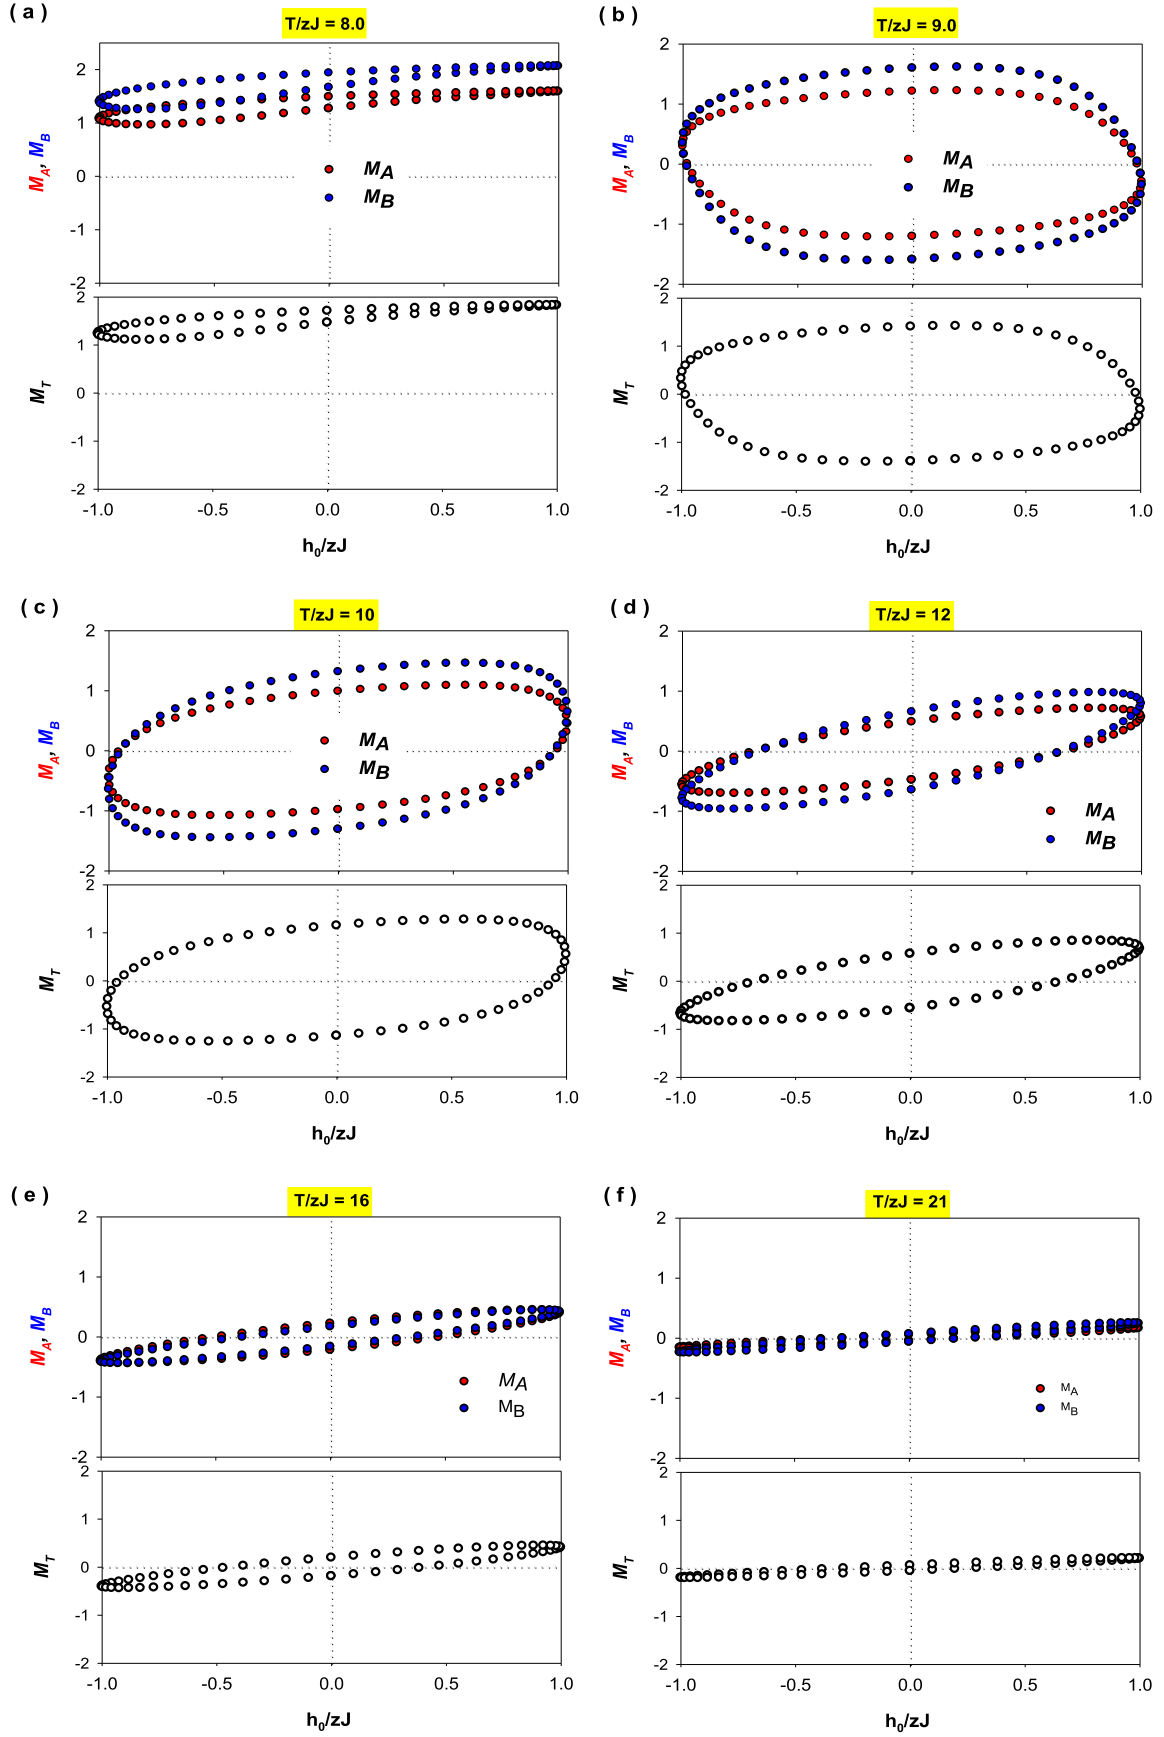 ( a )
T/zJ = 8.0
2
1
0
-1
-2
M_A, M_B
M_A
M_B
2
1
0
-1
-2
M_T
-1.0 -0.5 0.0 0.5 1.0
h_0/zJ
( b )
T/zJ = 9.0
2
1
0
-1
-2
M_A, M_B
M_A
M_B
2
1
0
-1
-2
M_T
-1.0 -0.5 0.0 0.5 1.0
h_0/zJ
( c )
T/zJ = 10
2
1
0
-1
-2
M_A, M_B
M_A
M_B
2
1
0
-1
-2
M_T
-1.0 -0.5 0.0 0.5 1.0
h_0/zJ
( d )
T/zJ = 12
2
1
0
-1
-2
M_A, M_B
M_A
M_B
2
1
0
-1
-2
M_T
-1.0 -0.5 0.0 0.5 1.0
h_0/zJ
( e )
T/zJ = 16
2
1
0
-1
-2
M_A, M_B
M_A
M_B
2
1
0
-1
-2
M_T
-1.0 -0.5 0.0 0.5 1.0
h_0/zJ
( f )
T/zJ = 21
2
1
0
-1
-2
M_A, M_B
M_A
M_B
2
1
0
-1
-2
M_T
-1.0 -0.5 0.0 0.5 1.0
h_0/zJ